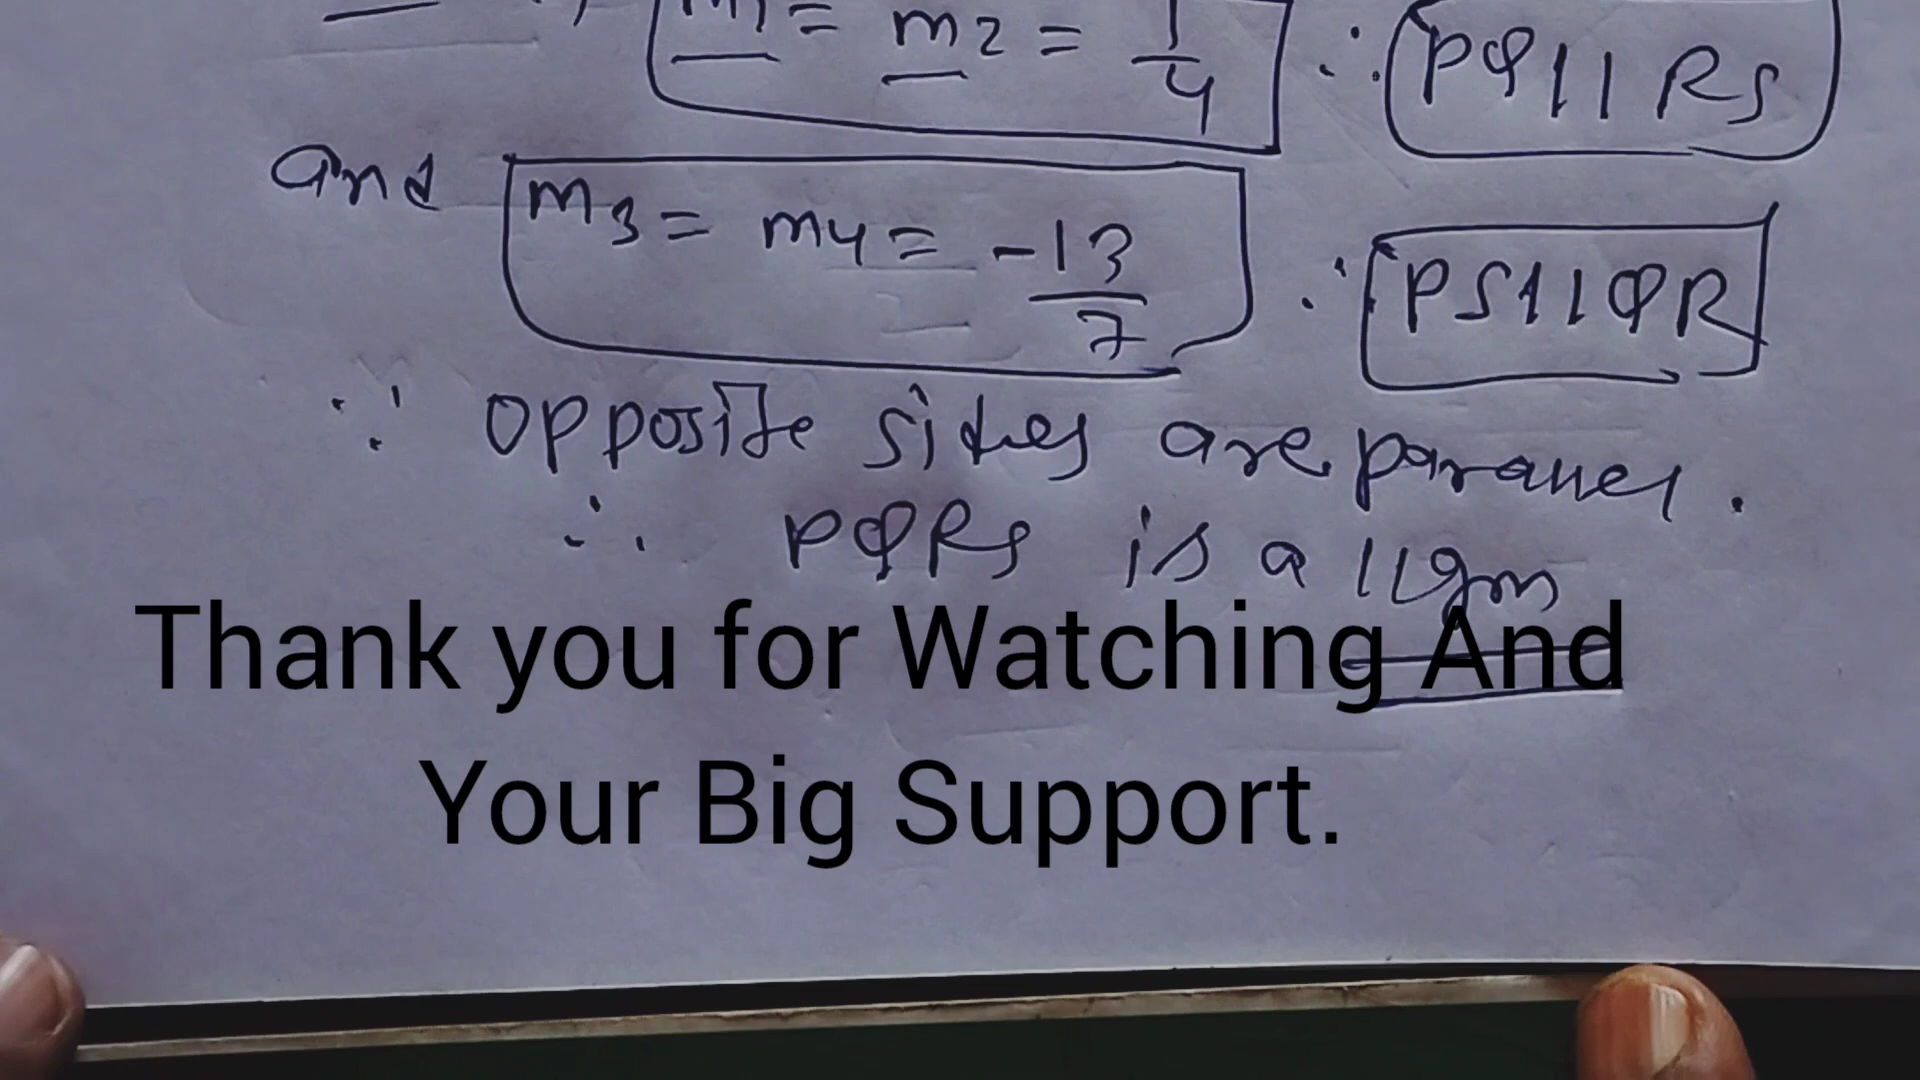 m1 = m2 = 1/4 ∴ PQ || RS
and m3 = m4 = -13/7 ∴ PS || QR
∵ opposite sides are parallel.
∴ PQRS is a ||gm
Thank you for Watching And
Your Big Support.